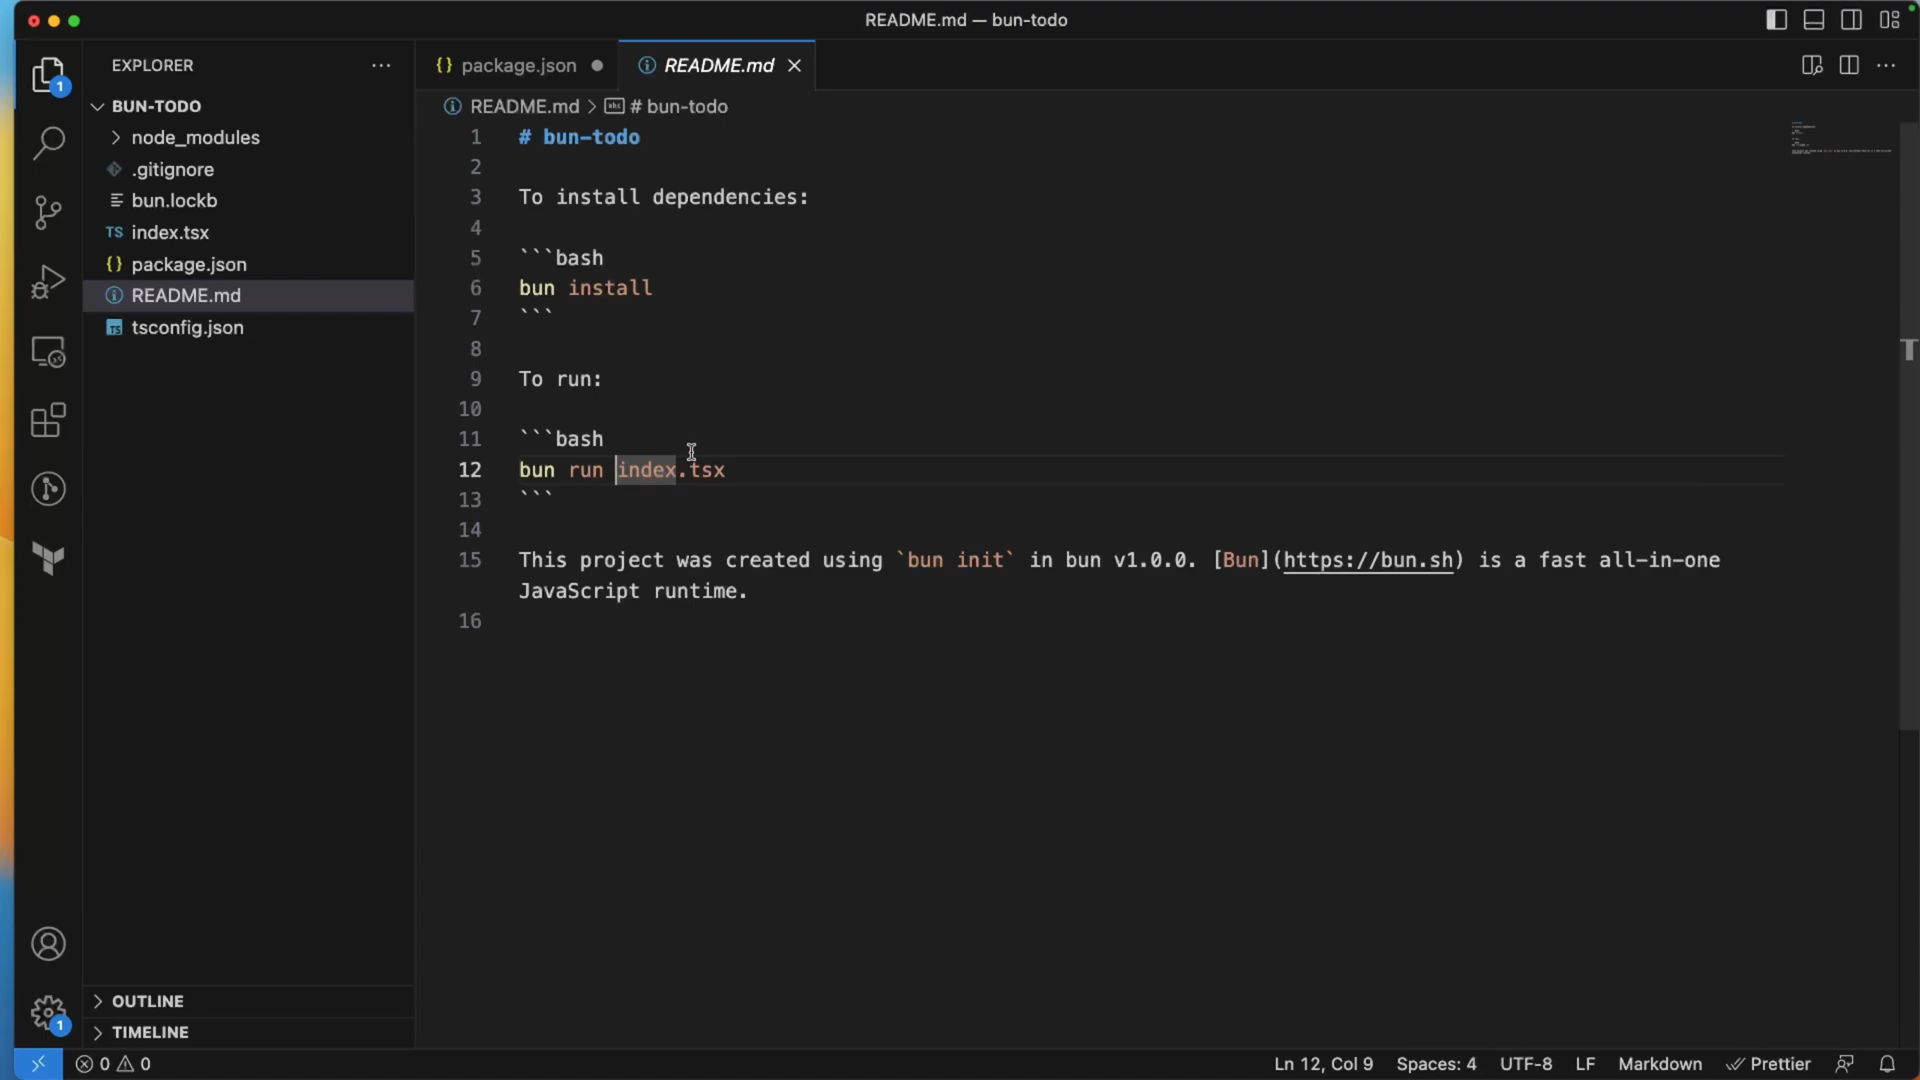 README.md — bun-todo
EXPLORER
BUN-TODO
node_modules
.gitignore
bun.lockb
TS index.tsx
{} package.json
README.md
TS tsconfig.json
OUTLINE
TIMELINE
1
1
{} package.json
README.md
README.md > # bun-todo
1 # bun-todo
2
3 To install dependencies:
4
5 ```bash
6 bun install
7 ```
8
9 To run:
10
11 ```bash
12 bun run index.tsx
13 ```
14
15 This project was created using `bun init` in bun v1.0.0. [Bun](https://bun.sh) is a fast all-in-one
JavaScript runtime.
16
0 0
Ln 12, Col 9 Spaces: 4 UTF-8 LF Markdown Prettier